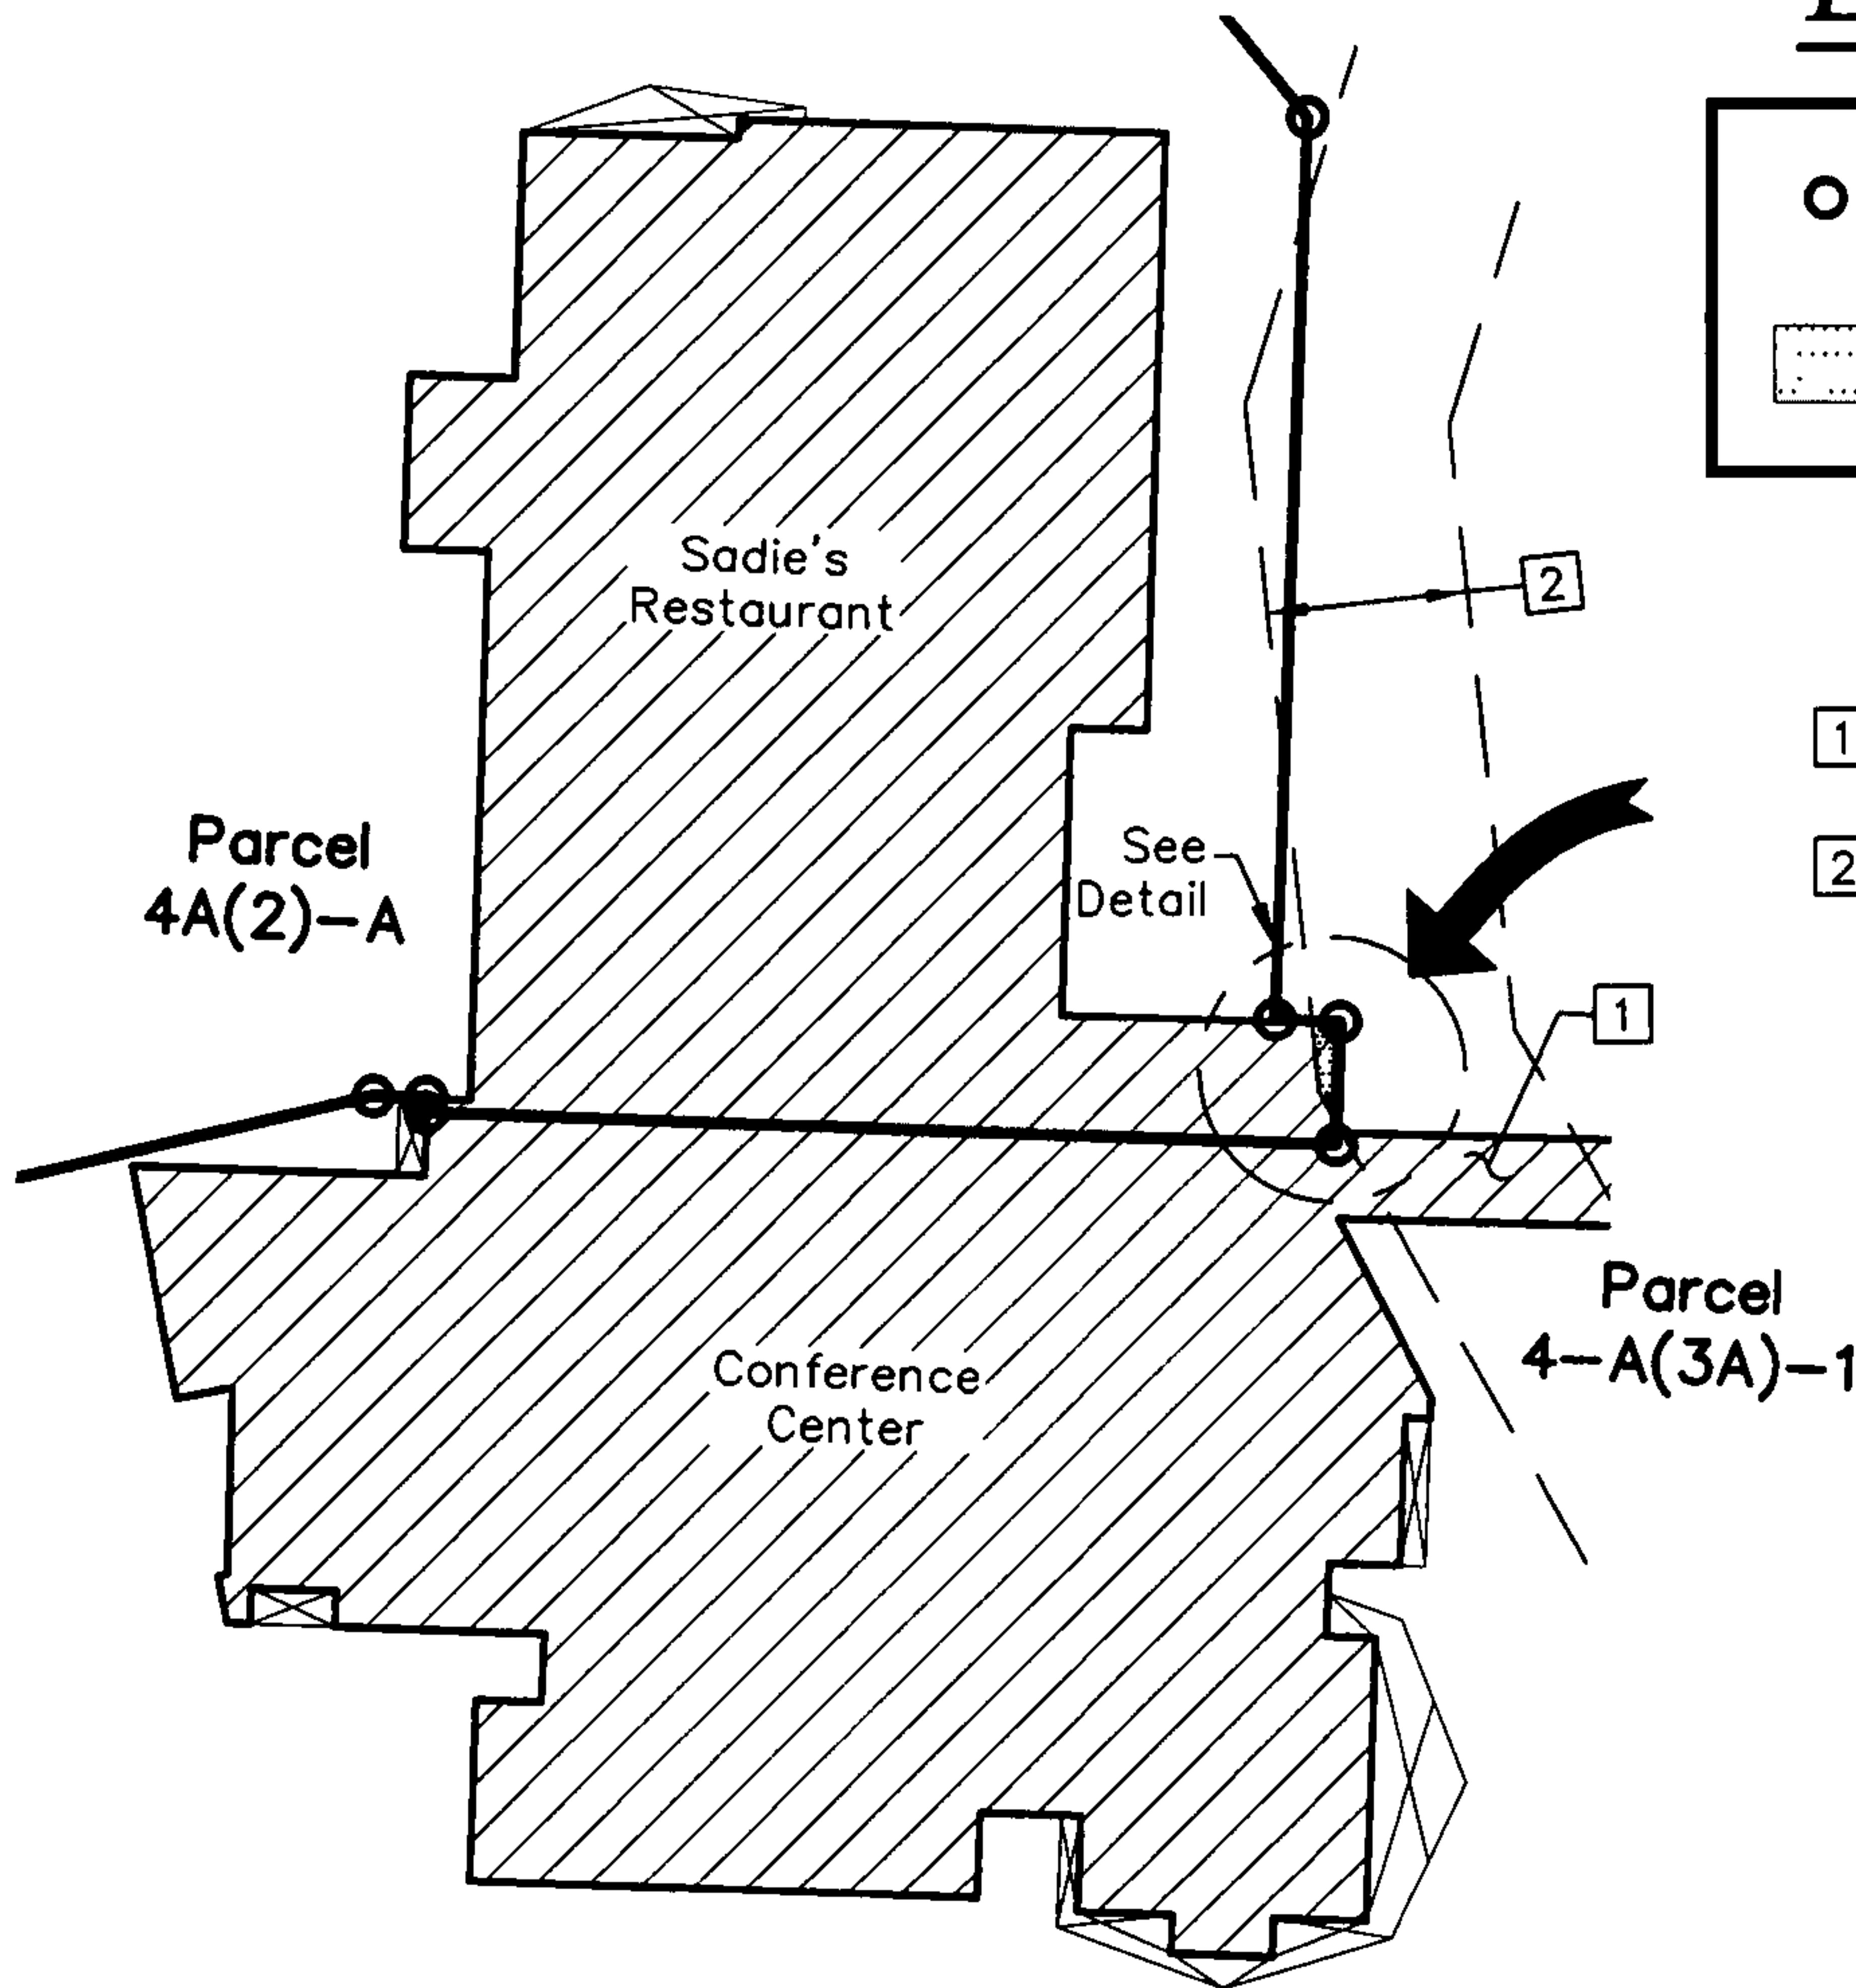 Sadie's
Restaurant
2
1
Parcel
4A(2)-A
See
Detail
2
1
Parcel
4-A(3A)-1
Conference
Center